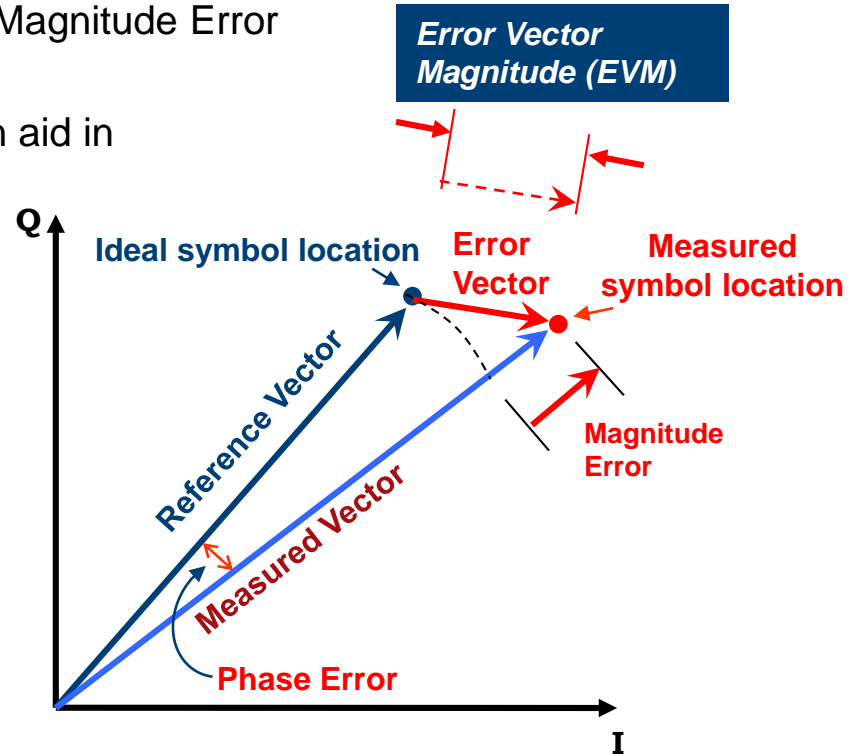 Magnitude Error
Error Vector
Magnitude (EVM)
n aid in
Q
Ideal symbol location
Error
Vector
Measured
symbol location
Reference Vector
Measured Vector
Magnitude
Error
Phase Error
I